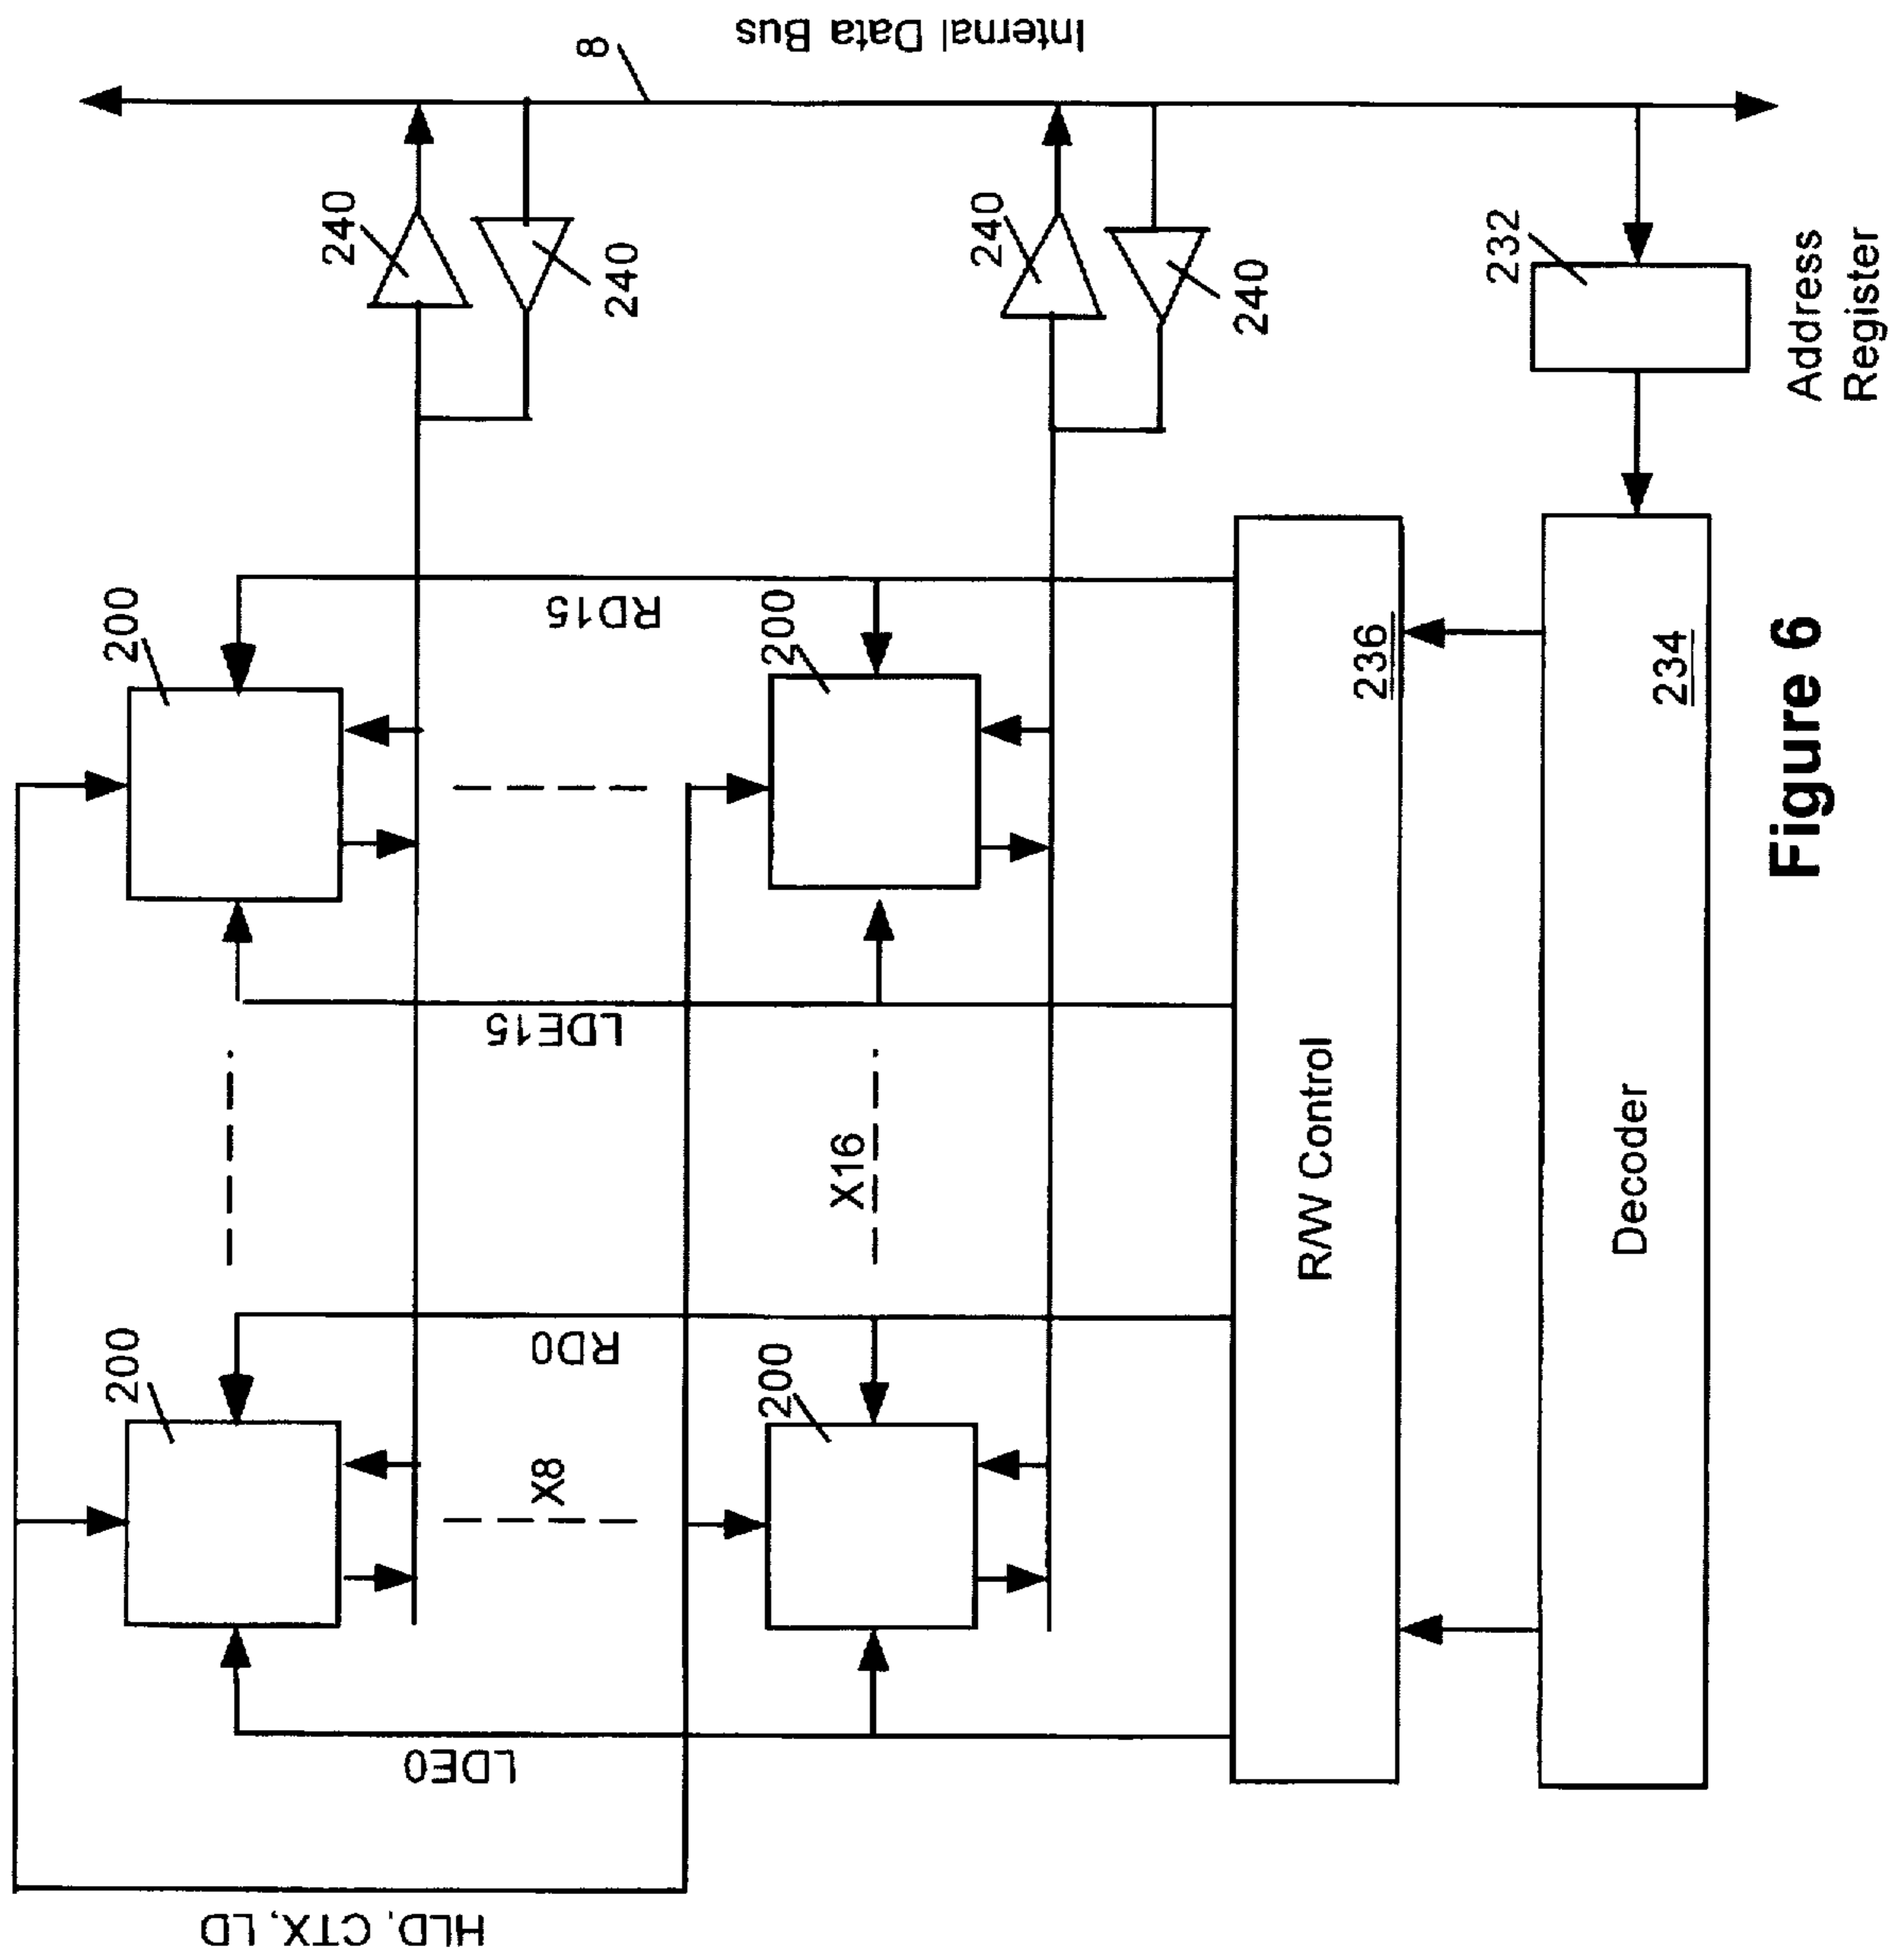 HLD, CTX, LD
LDE0
200
X8
200
RD0
X16
LDE15
200
200
RD15
240
240
240
240
8
Internal Data Bus
R/W Control
236
Decoder
234
232
Address
Register
Figure 6